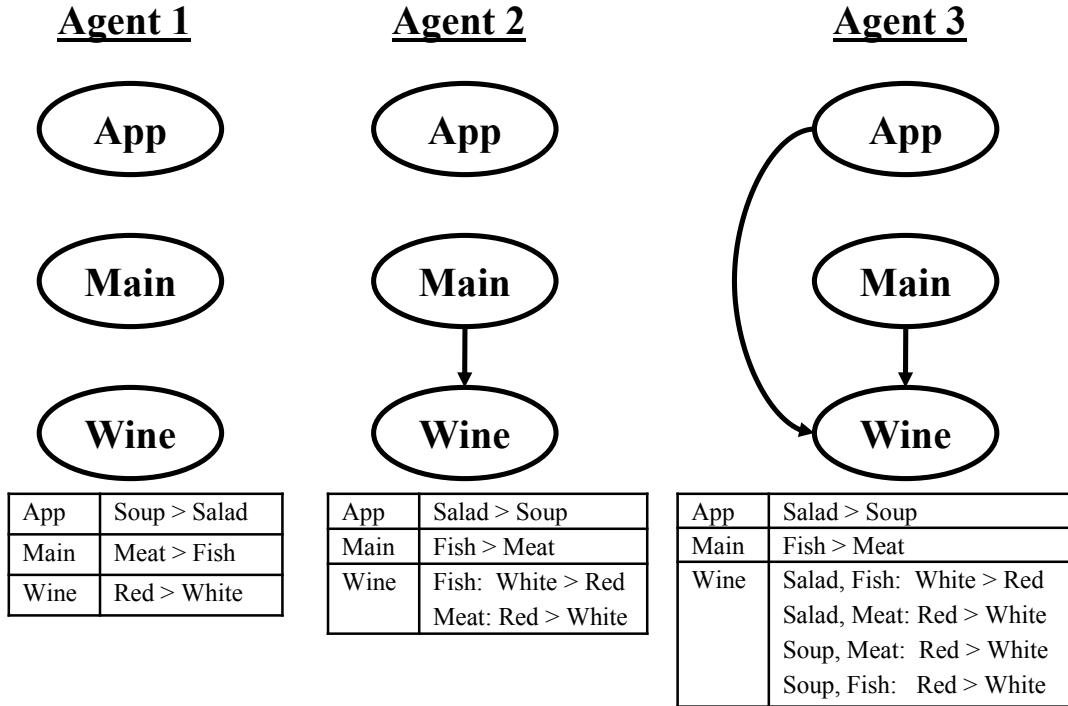 Agent 1
App
Main
Wine
App Soup > Salad
Main Meat > Fish
Wine Red > White
Agent 2
App
Main
Wine
App Salad > Soup
Main Fish > Meat
Wine Fish: White > Red
Meat: Red > White
Agent 3
App
Main
Wine
App Salad > Soup
Main Fish > Meat
Wine Salad, Fish: White > Red
Salad, Meat: Red > White
Soup, Meat: Red > White
Soup, Fish: Red > White